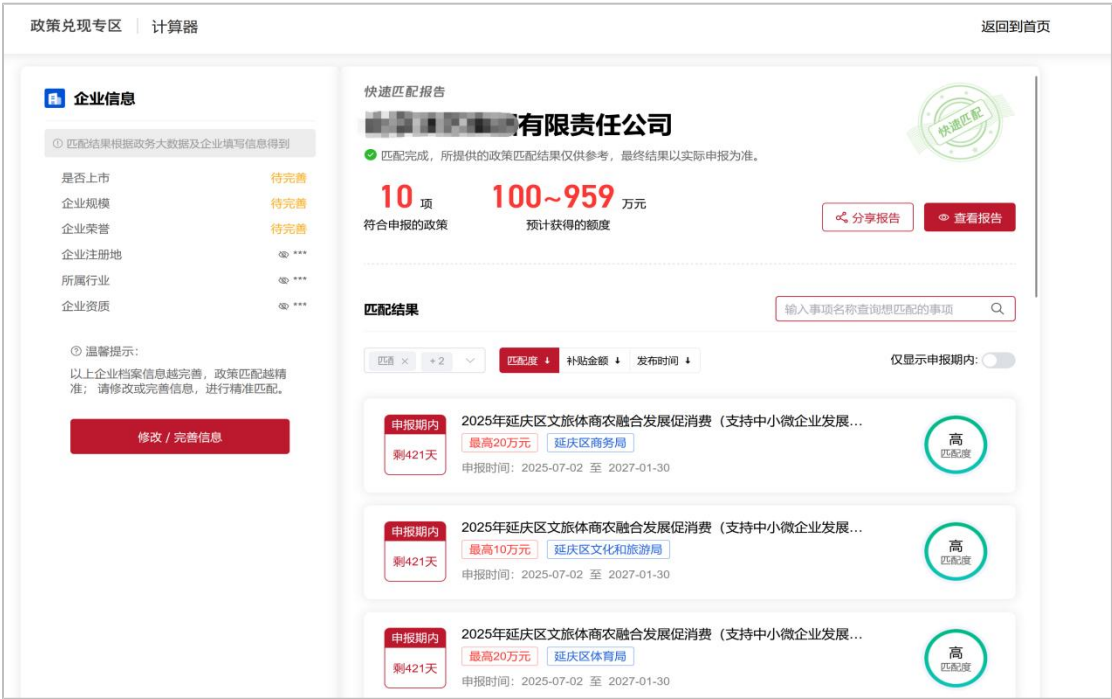 政策兑现专区 计算器 返回到首页
企业信息
匹配结果根据政务大数据及企业填写信息得到
是否上市 待完善
企业规模 待完善
企业荣誉 待完善
企业注册地 ***
所属行业 ***
企业资质 ***
温馨提示：
以上企业档案信息越完善，政策匹配越精
准；请修改或完善信息，进行精准匹配。
修改 / 完善信息
快速匹配报告
有限责任公司
匹配完成，所提供的政策匹配结果仅供参考，最终结果以实际申报为准。
10 项 100~959 万元
符合申报的政策 预计获得的额度
分享报告 查看报告
快速匹配
匹配结果
输入事项名称查询想匹配的事项
+ 2 匹配度 补贴金额 发布时间 仅显示申报期内：
申报期内
剩421天
2025年延庆区文旅体商农融合发展促消费（支持中小微企业发展...
最高20万元 延庆区商务局
申报时间：2025-07-02 至 2027-01-30
高
匹配度
申报期内
剩421天
2025年延庆区文旅体商农融合发展促消费（支持中小微企业发展...
最高10万元 延庆区文化和旅游局
申报时间：2025-07-02 至 2027-01-30
高
匹配度
申报期内
剩421天
2025年延庆区文旅体商农融合发展促消费（支持中小微企业发展...
最高20万元 延庆区体育局
申报时间：2025-07-02 至 2027-01-30
高
匹配度